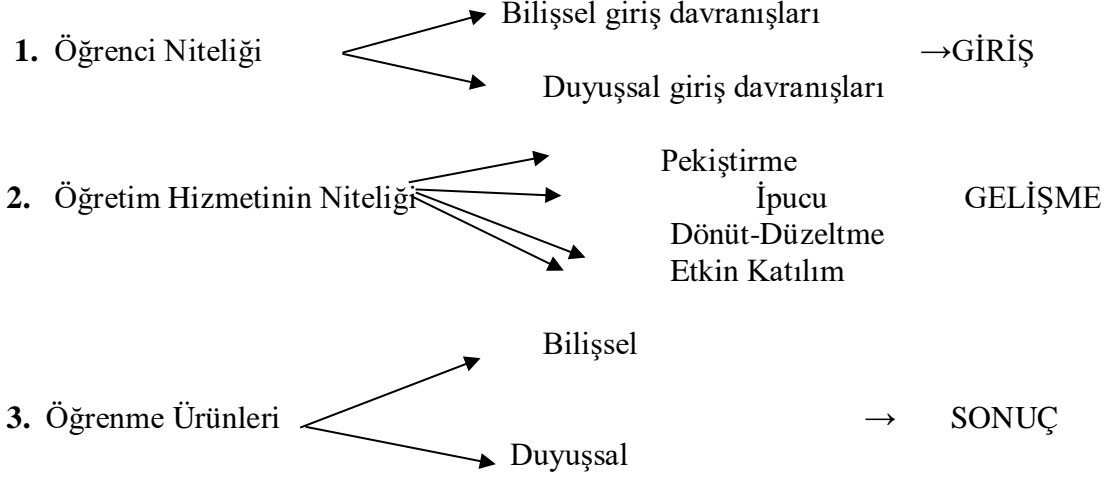 Bilişsel giriş davranışları
1. Öğrenci Niteliği →GİRİŞ
Duyuşsal giriş davranışları
Pekiştirme
2. Öğretim Hizmetinin Niteliği İpucu GELİŞME
Dönüt-Düzeltme
Etkin Katılım
Bilişsel
3. Öğrenme Ürünleri → SONUÇ
Duyuşsal